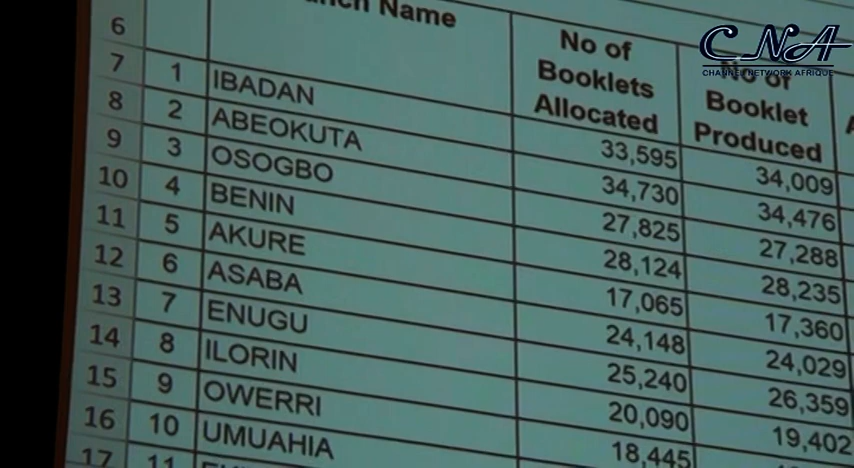 CNA
CHANNEL NETWORK AFRIQUE
6 Name No of Booklets Allocated No of Booklet Produced
7 1 IBADAN 33,595 34,009
8 2 ABEOKUTA 34,730 34,476
9 3 OSOGBO 27,825 27,288
10 4 BENIN 28,124 28,235
11 5 AKURE 17,065 17,360
12 6 ASABA 24,148 24,029
13 7 ENUGU 25,240 26,359
14 8 ILORIN 20,090 19,402
15 9 OWERRI 18,445
16 10 UMUAHIA
17 11